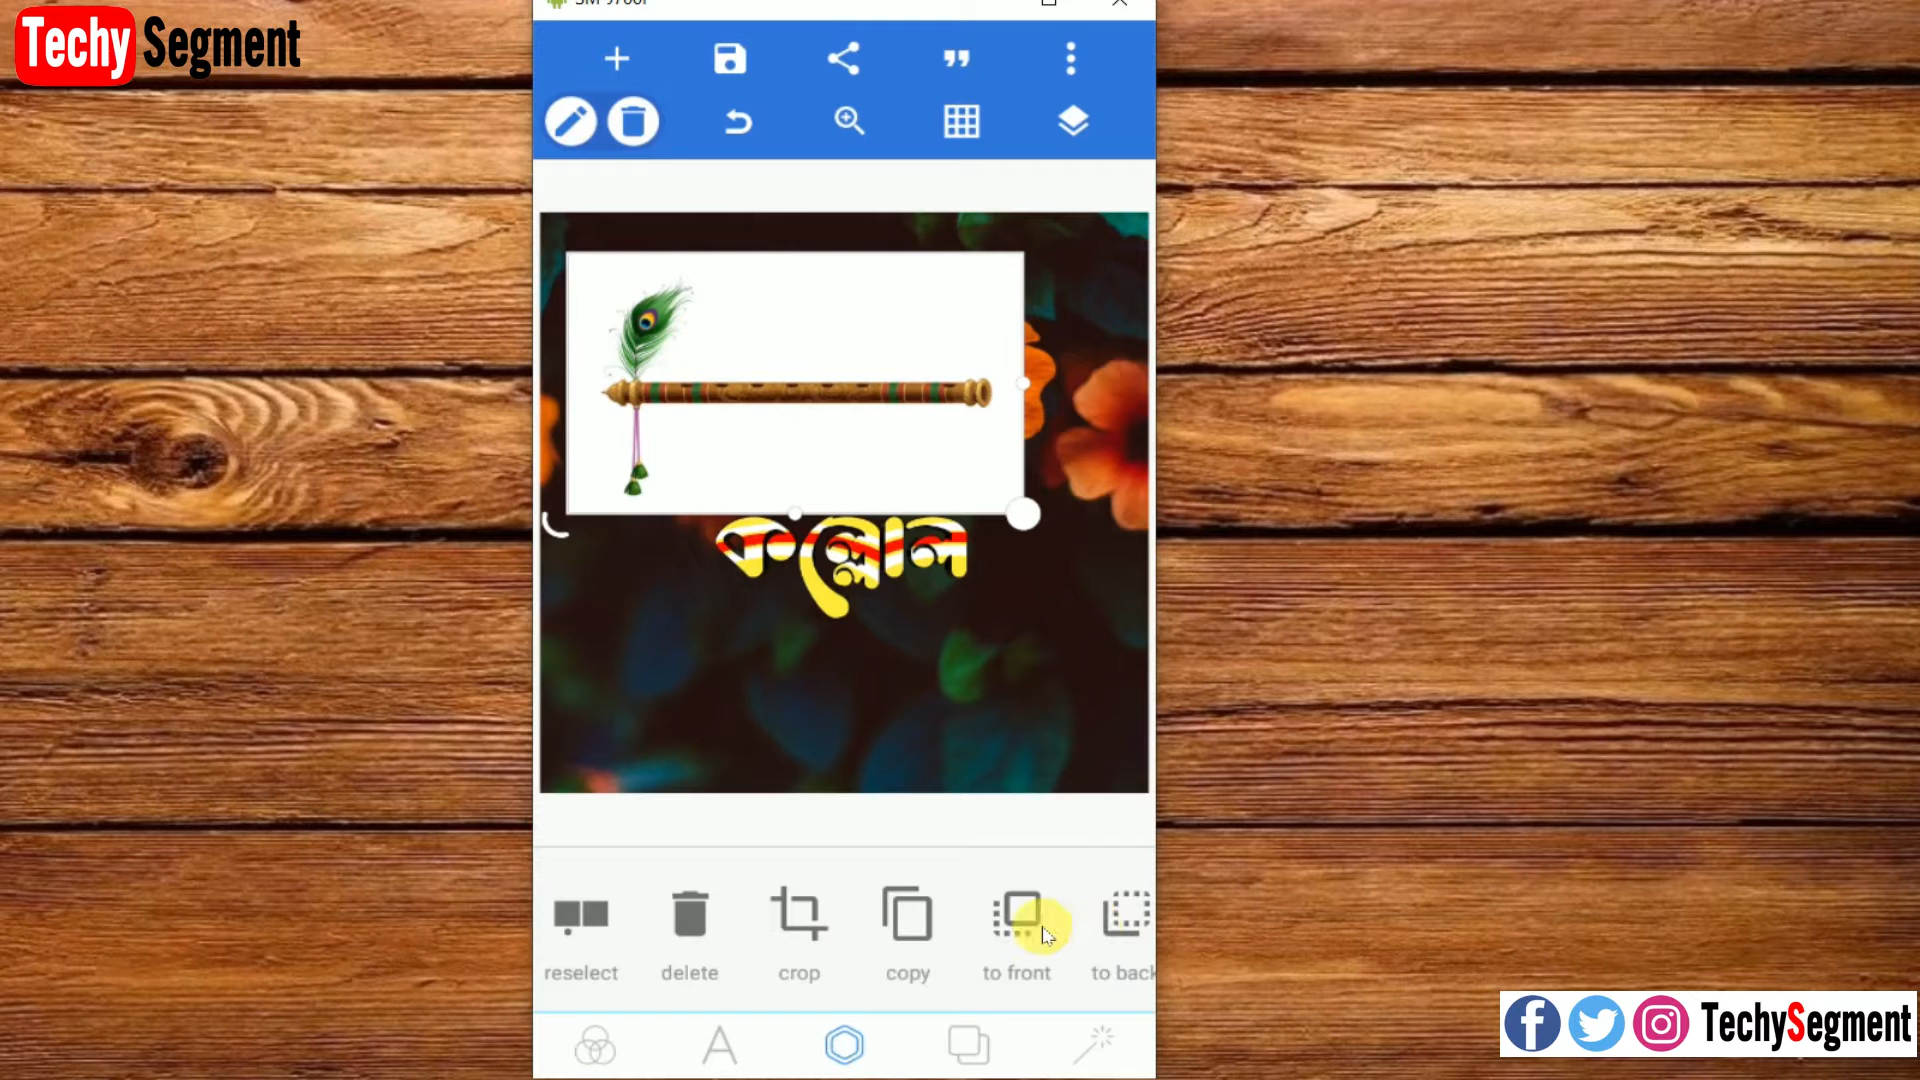 Techy Segment
কল্লোল
reselect delete crop copy to front to back
TechySegment